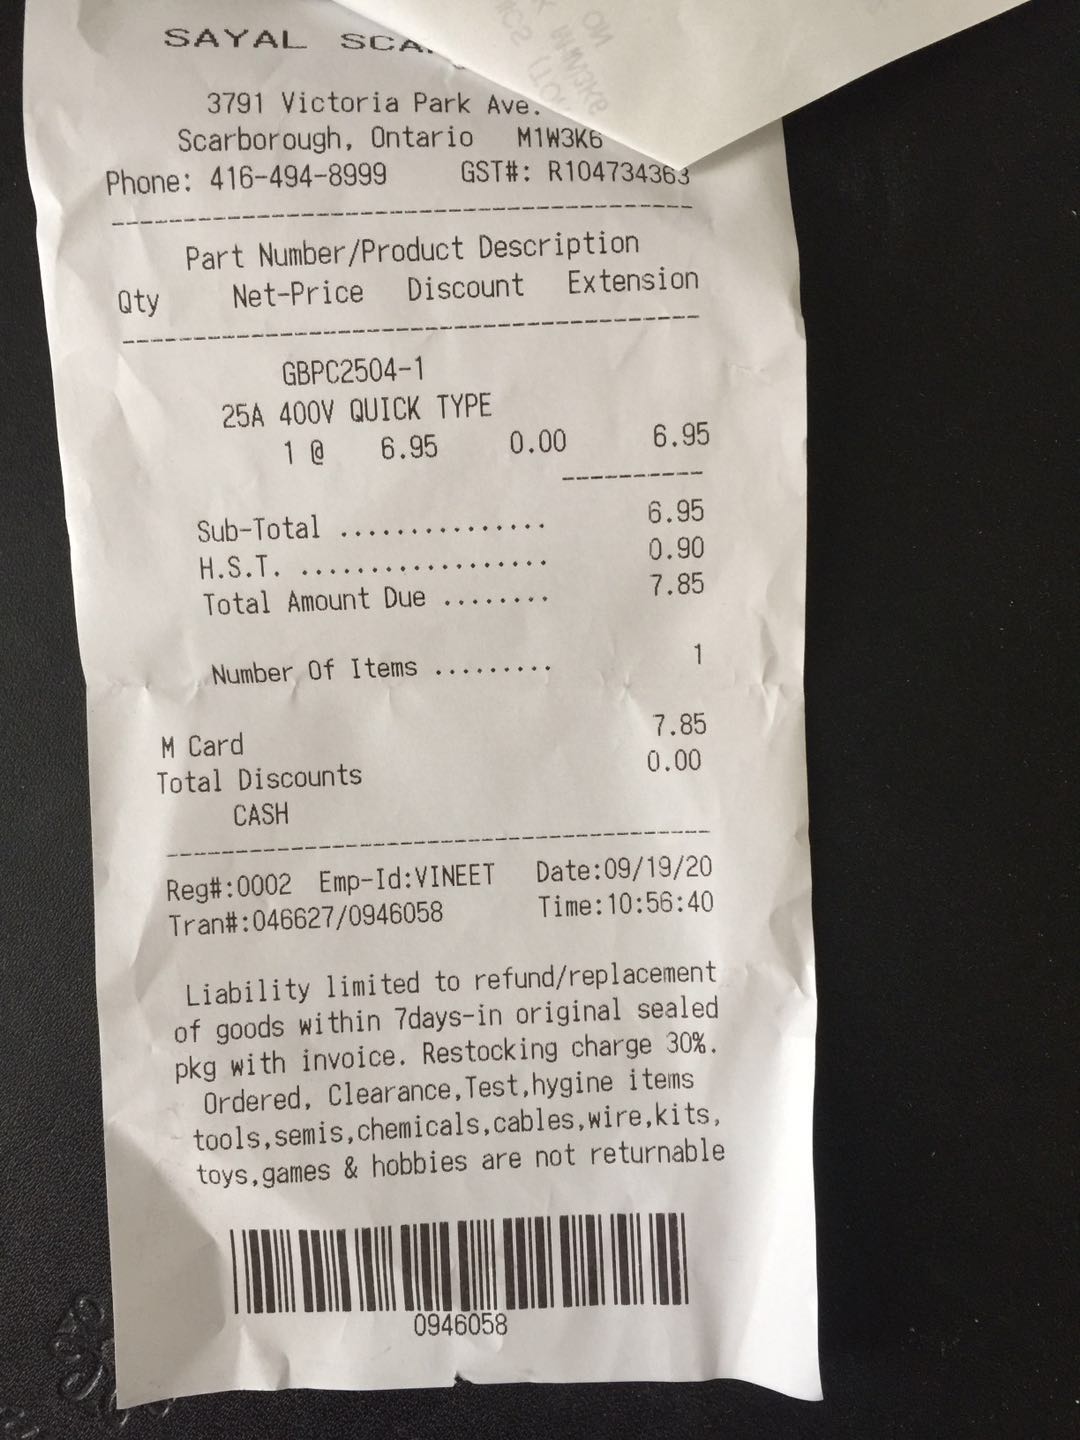 SAYAL
3791 Victoria Park Ave.
Scarborough, Ontario M1W3K6
Phone: 416-494-8999 GST#: R104734363
Part Number/Product Description
Qty Net-Price Discount Extension
GBPC2504-1
25A 400V QUICK TYPE
1 @ 6.95 0.00 6.95
Sub-Total ............... 6.95
H.S.T. .................. 0.90
Total Amount Due ........ 7.85
Number Of Items ......... 1
M Card 7.85
Total Discounts 0.00
CASH
Reg#:0002 Emp-Id:VINEET Date:09/19/20
Tran#:046627/0946058 Time:10:56:40
Liability limited to refund/replacement
of goods within 7days-in original sealed
pkg with invoice. Restocking charge 30%.
Ordered, Clearance,Test,hygine items
tools,semis,chemicals,cables,wire,kits,
toys,games & hobbies are not returnable
0946058